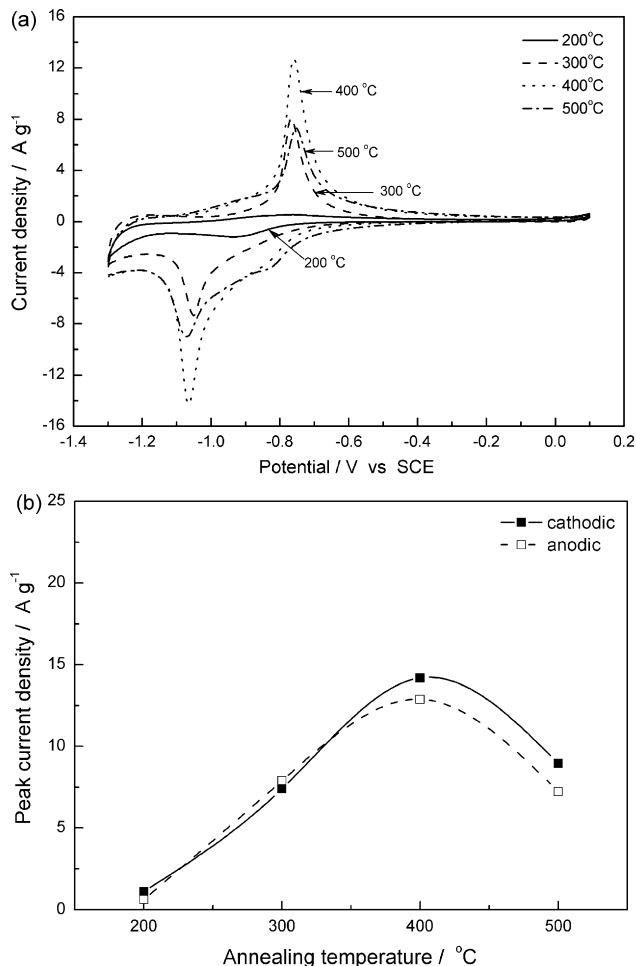 (a)
16
12
8
4
0
-4
-8
-12
-16
Current density / A g-1
200°C
300°C
400°C
500°C
400 °C
500 °C
300 °C
200 °C
-1.4 -1.2 -1.0 -0.8 -0.6 -0.4 -0.2 0.0 0.2
Potential / V vs SCE
(b)
25
20
15
10
5
0
Peak current density / A g-1
cathodic
anodic
200 300 400 500
Annealing temperature / °C